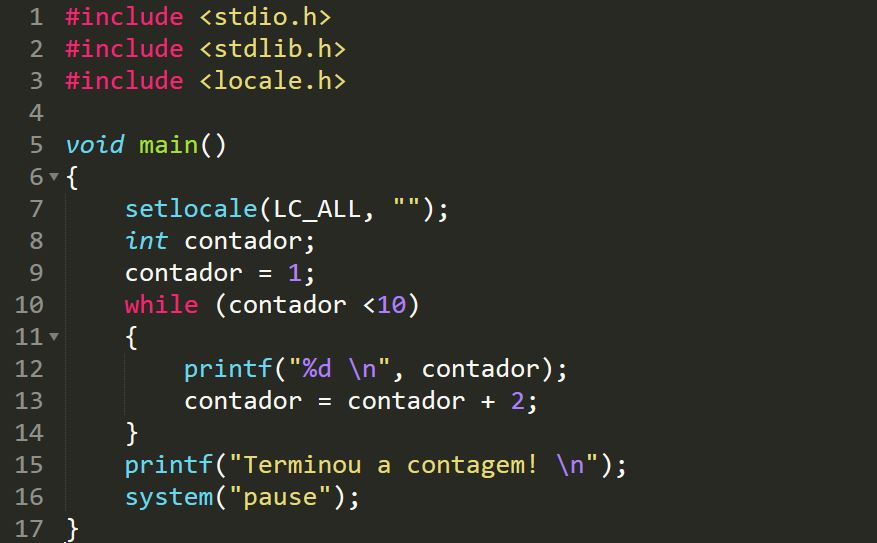 1 #include <stdio.h>
2 #include <stdlib.h>
3 #include <locale.h>
4
5 void main()
6 {
7     setlocale(LC_ALL, "");
8     int contador;
9     contador = 1;
10     while (contador <10)
11     {
12         printf("%d \n", contador);
13         contador = contador + 2;
14     }
15     printf("Terminou a contagem! \n");
16     system("pause");
17 }